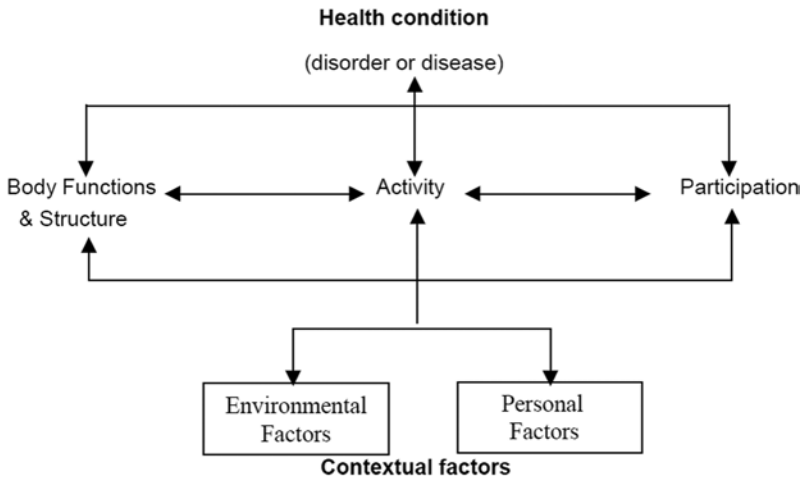 Health condition
(disorder or disease)
Body Functions
& Structure
Activity
Participation
Environmental
Factors
Personal
Factors
Contextual factors